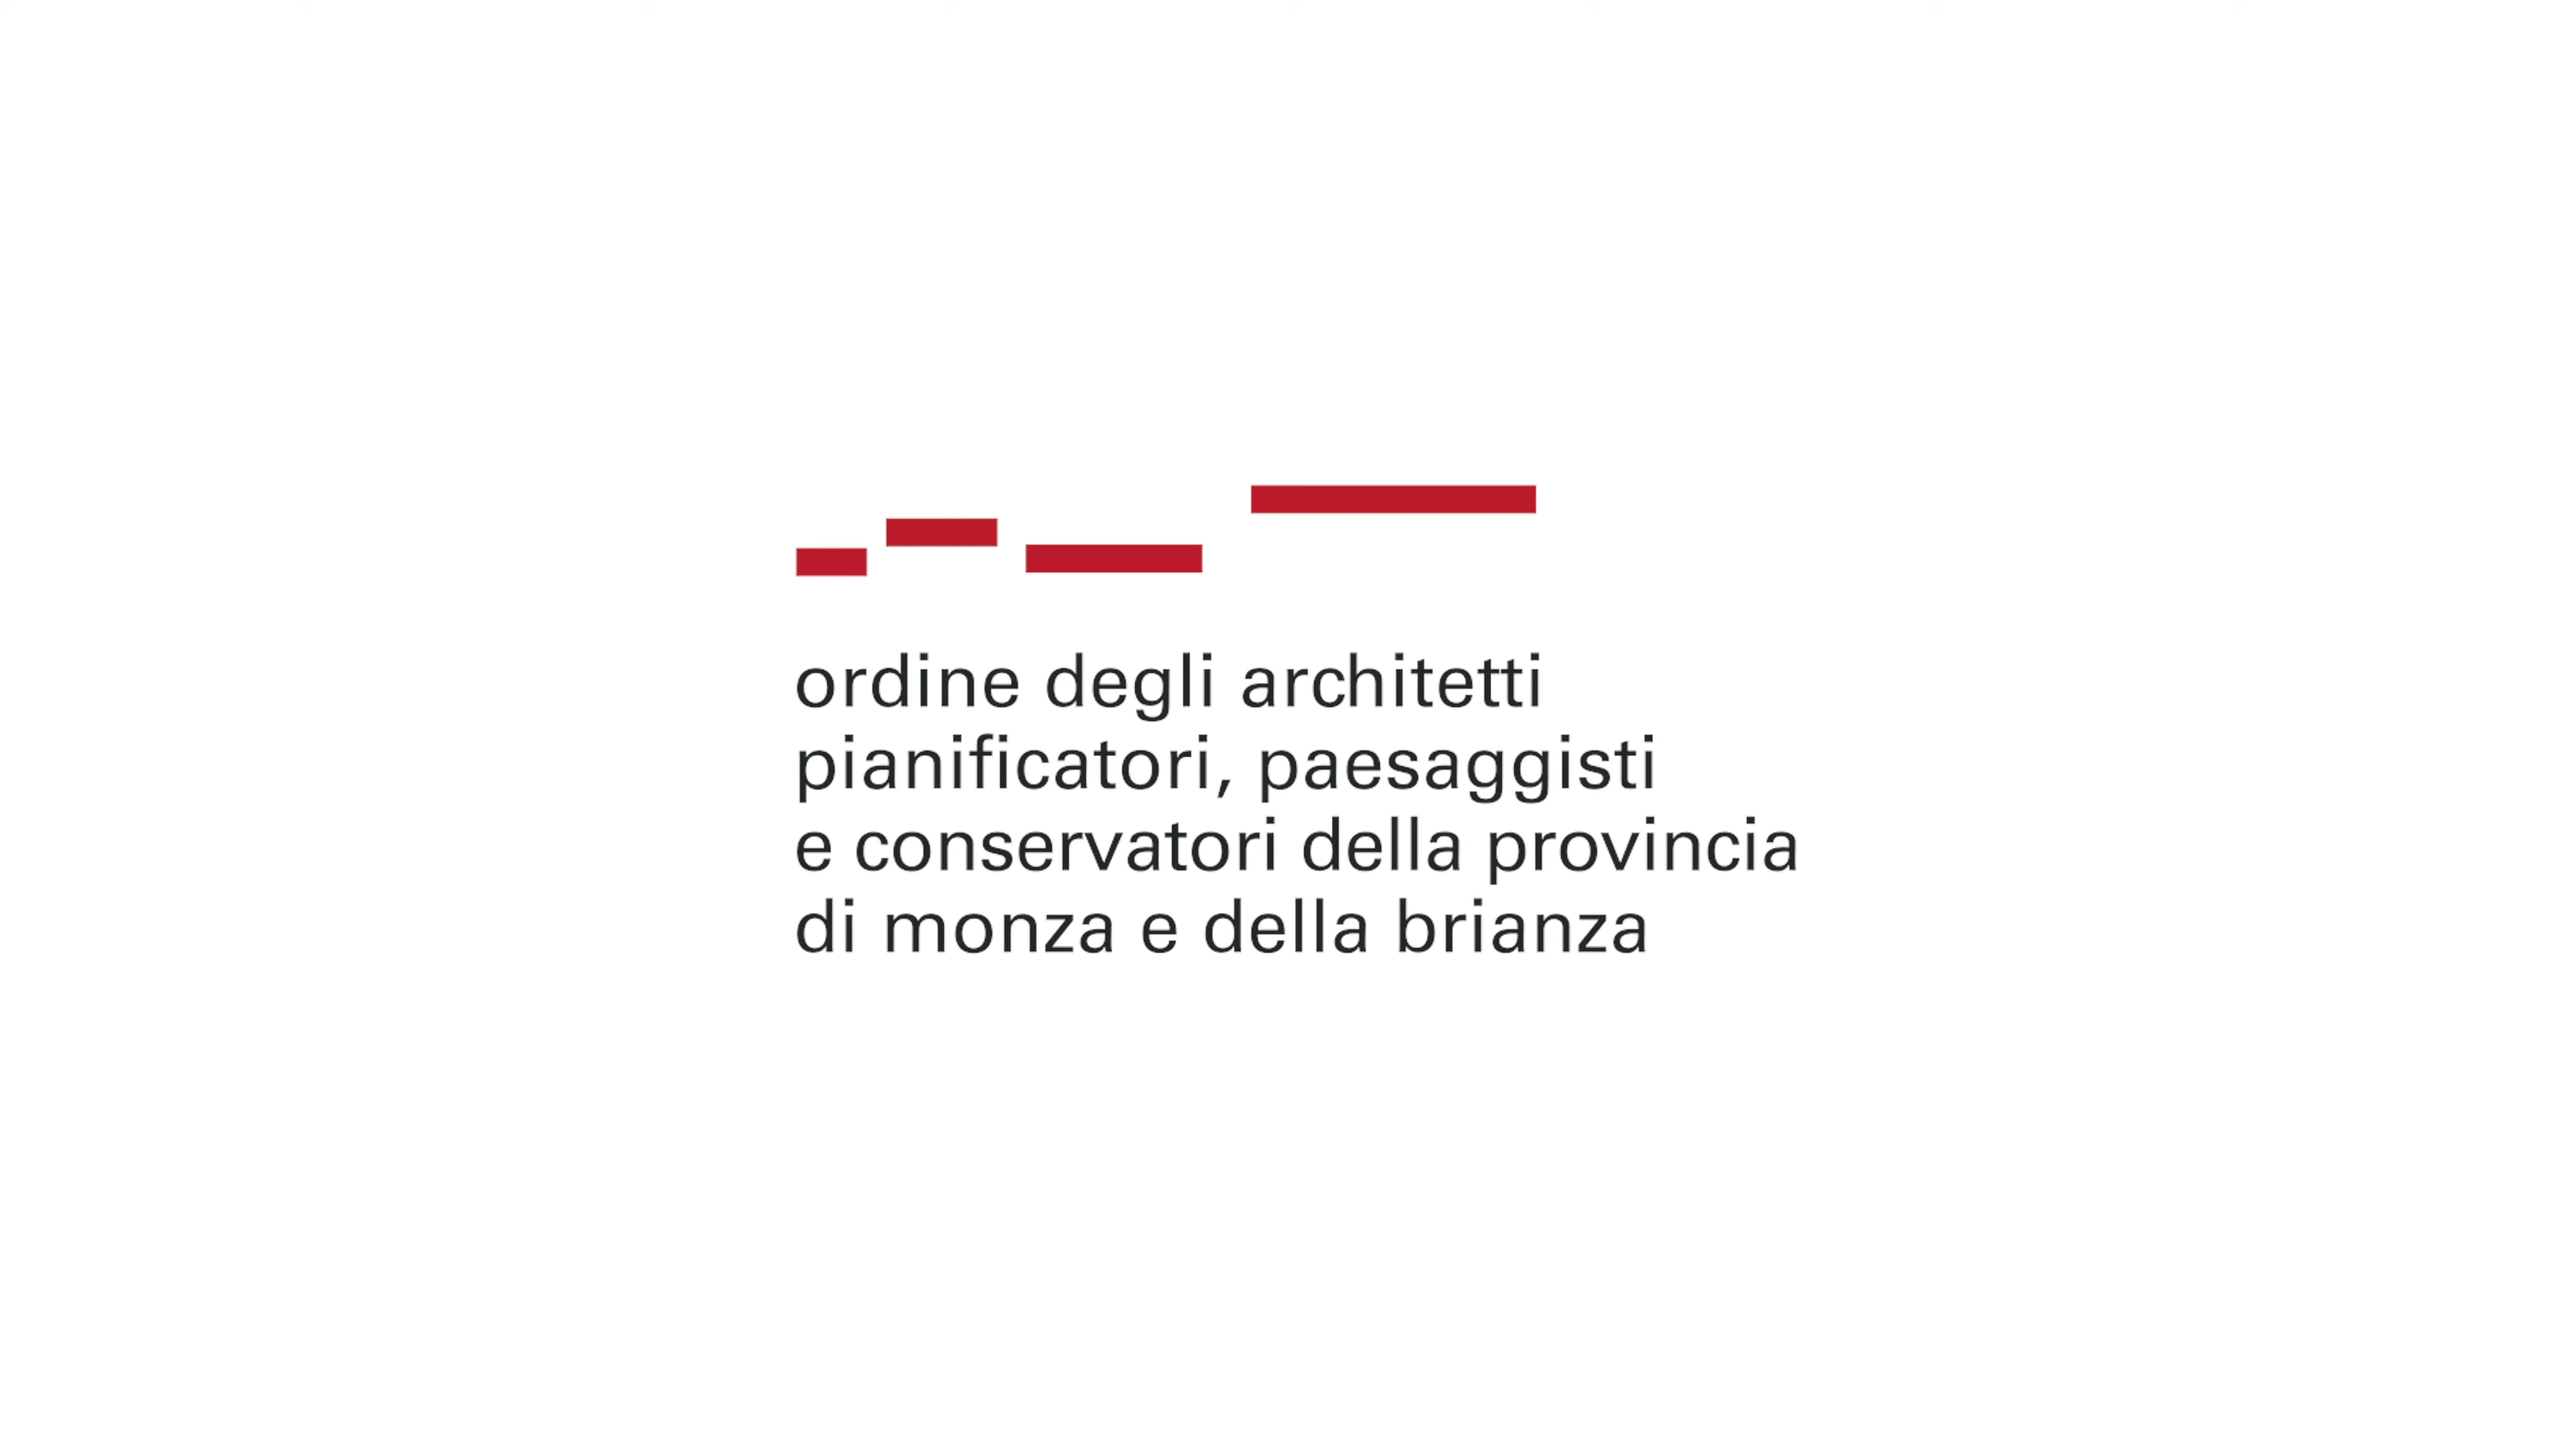 ordine degli architetti
pianificatori, paesaggisti
e conservatori della provincia
di monza e della brianza